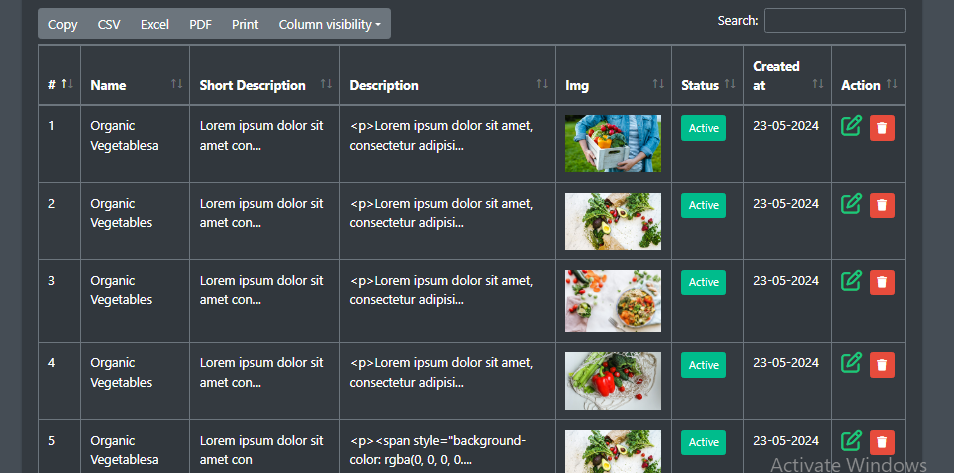 Copy CSV Excel PDF Print Column visibility
Search:
# Name Short Description Description Img Status Created at Action
1 Organic Vegetablesa Lorem ipsum dolor sit amet con... <p>Lorem ipsum dolor sit amet, consectetur adipisi... Active 23-05-2024
2 Organic Vegetables Lorem ipsum dolor sit amet con... <p>Lorem ipsum dolor sit amet, consectetur adipisi... Active 23-05-2024
3 Organic Vegetables Lorem ipsum dolor sit amet con... <p>Lorem ipsum dolor sit amet, consectetur adipisi... Active 23-05-2024
4 Organic Vegetables Lorem ipsum dolor sit amet con... <p>Lorem ipsum dolor sit amet, consectetur adipisi... Active 23-05-2024
5 Organic Vegetablesa Lorem ipsum dolor sit amet con <p><span style="background-color: rgba(0, 0, 0, 0.... Active 23-05-2024
Activate Windows